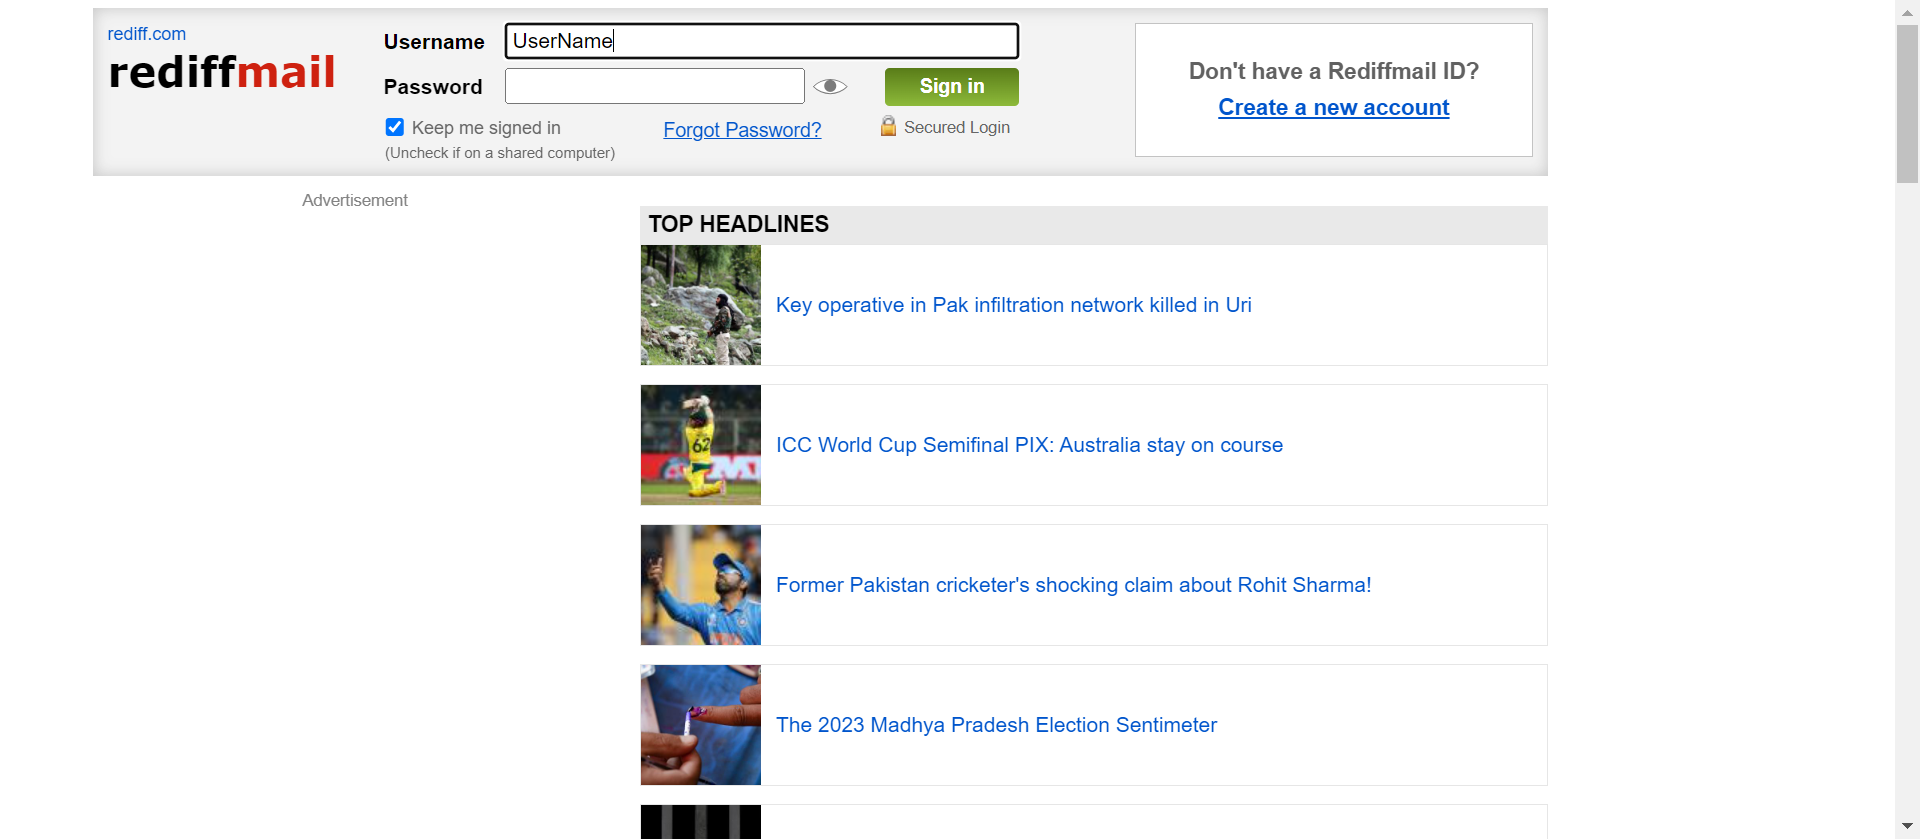 rediff.com
rediffmail
Username
UserName
Password
Sign in
Keep me signed in
(Uncheck if on a shared computer)
Forgot Password?
Secured Login
Don't have a Rediffmail ID?
Create a new account
Advertisement
TOP HEADLINES
Key operative in Pak infiltration network killed in Uri
62
ICC World Cup Semifinal PIX: Australia stay on course
Former Pakistan cricketer's shocking claim about Rohit Sharma!
The 2023 Madhya Pradesh Election Sentimeter